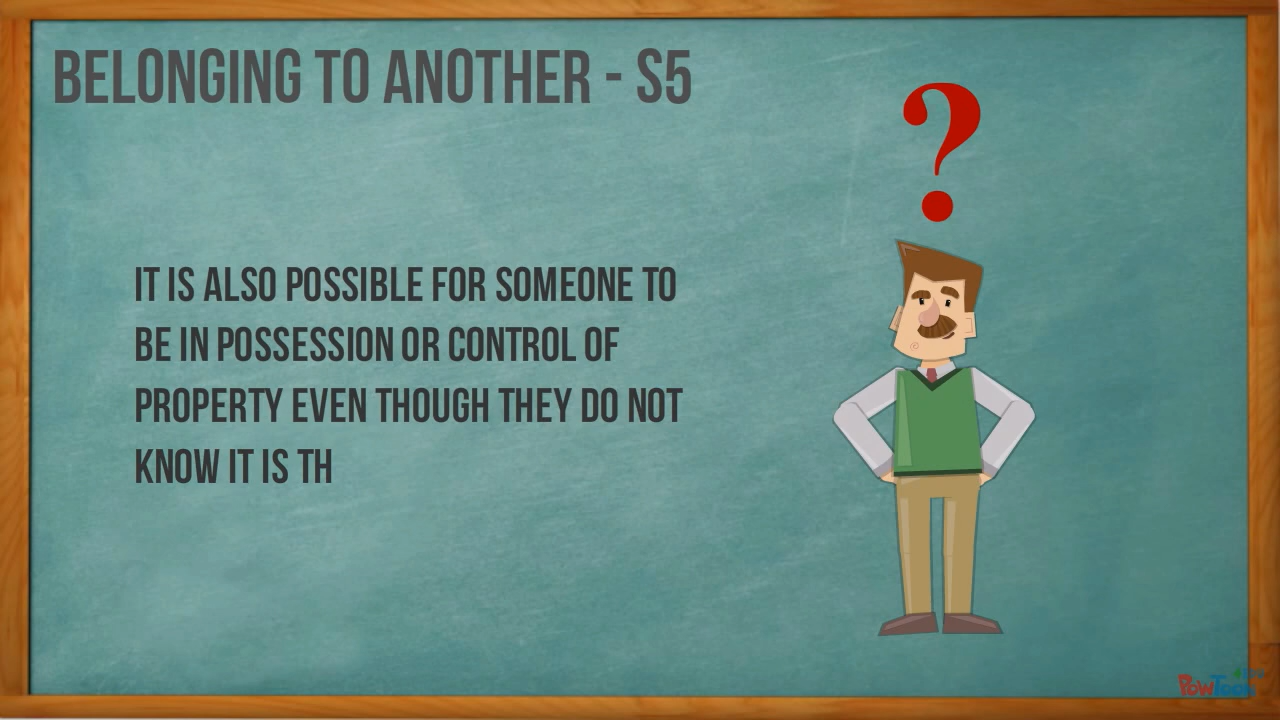 BELONGING TO ANOTHER - S5
?
IT IS ALSO POSSIBLE FOR SOMEONE TO
BE IN POSSESSION OR CONTROL OF
PROPERTY EVEN THOUGH THEY DO NOT
KNOW IT IS TH
PowToon